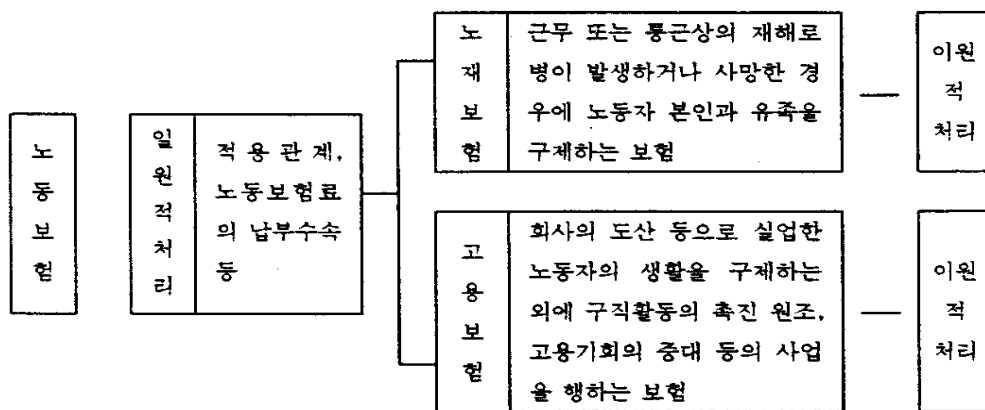 노동보험
일원적처리
적용관계,
노동보험료
의 납부수속
등
노재보험
근무 또는 통근상의 재해로
병이 발생하거나 사망한 경
우에 노동자 본인과 유족을
구제하는 보험
이원
적
처리
고용보험
회사의 도산 등으로 실업한
노동자의 생활을 구제하는
외에 구직활동의 촉진 원조,
고용기회의 증대 등의 사업
을 행하는 보험
이원
적
처리